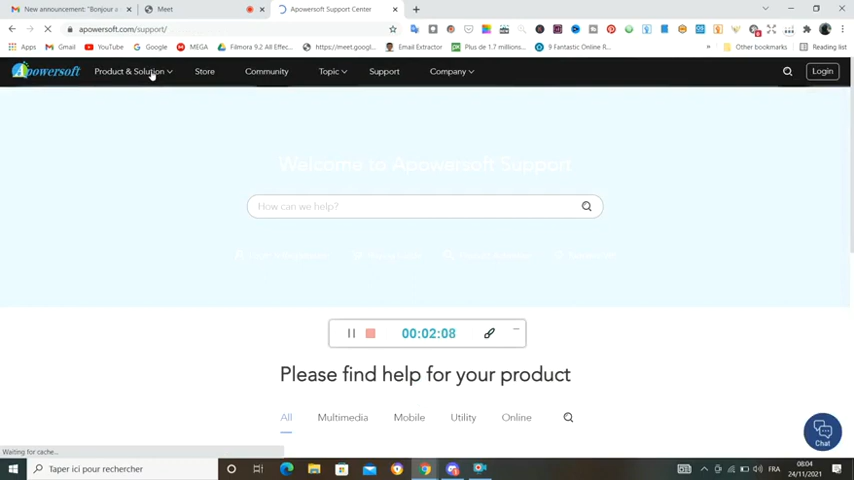 New announcement: "Bonjour a
Meet
Apowersoft Support Center
apowersoft.com/support/
Apps
Gmail
YouTube
Google
MEGA
Filmora 9.2 All Effec...
https://meet.googl...
Email Extractor
Plus de 1.7 millions...
9 Fantastic Online R...
Other bookmarks
Reading list
Apowersoft
Product & Solution
Store
Community
Topic
Support
Company
Login
Welcome to Apowersoft Support
How can we help?
00:02:08
Please find help for your product
All
Multimedia
Mobile
Utility
Online
Chat
Waiting for cache...
Taper ici pour rechercher
FRA
08:04
24/11/2021